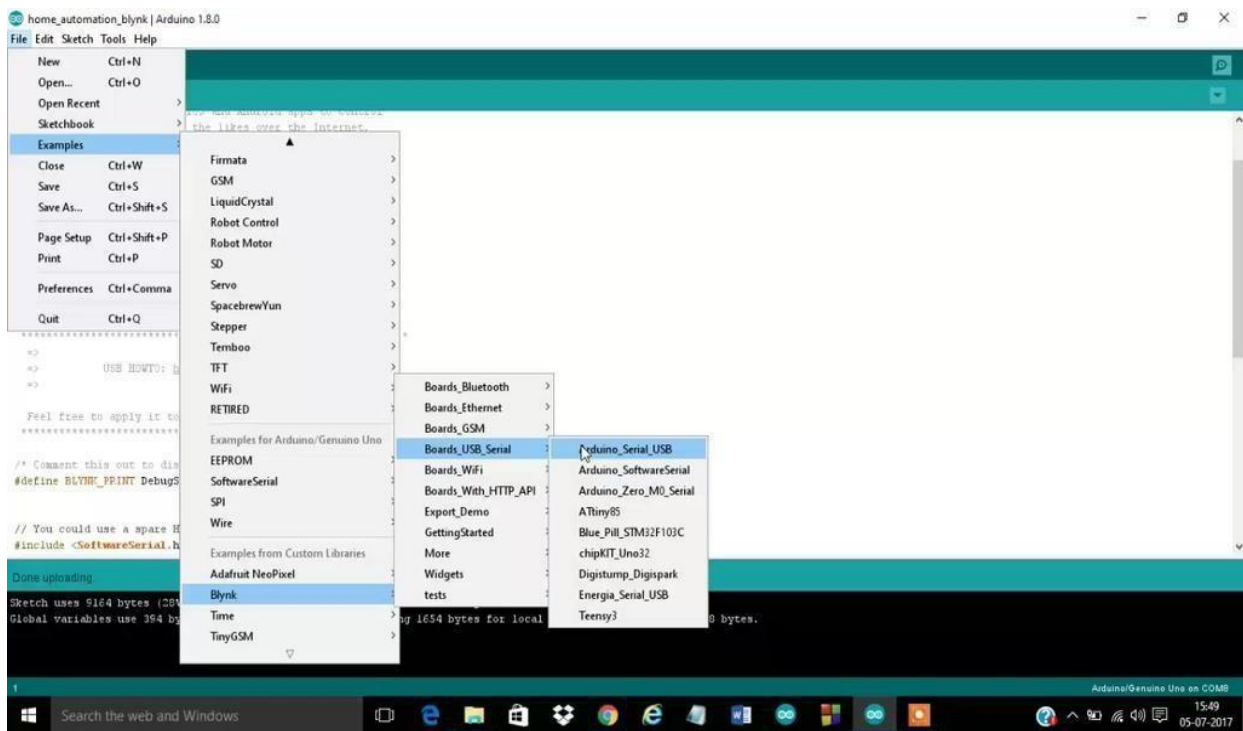 home_automation_blynk | Arduino 1.8.0
File Edit Sketch Tools Help
New Ctrl+N
Open... Ctrl+O
Open Recent
Sketchbook
Examples
Close Ctrl+W
Save Ctrl+S
Save As... Ctrl+Shift+S
Page Setup Ctrl+Shift+P
Print Ctrl+P
Preferences Ctrl+Comma
Quit Ctrl+Q
and Android apps to control
the likes over the Internet.
Firmata
GSM
LiquidCrystal
Robot Control
Robot Motor
SD
Servo
SpacebrewYun
Stepper
Temboo
TFT
WiFi
RETIRED
Examples for Arduino/Genuino Uno
EEPROM
SoftwareSerial
SPI
Wire
Examples from Custom Libraries
Adafruit NeoPixel
Blynk
Time
TinyGSM
Boards_Bluetooth
Boards_Ethernet
Boards_GSM
Boards_USB_Serial
Boards_WiFi
Boards_With_HTTP_API
Export_Demo
GettingStarted
More
Widgets
tests
Arduino_Serial_USB
Arduino_SoftwareSerial
Arduino_Zero_M0_Serial
ATtiny85
Blue_Pill_STM32F103C
chipKIT_Uno32
Digistump_Digispark
Energia_Serial_USB
Teensy3
***********************
=>
=> USB HOWTO: h
=>
Feel free to apply it to
***********************
/* Comment this out to dis
#define BLYNK_PRINT DebugS
// You could use a spare H
#include <SoftwareSerial.h
Done uploading.
Sketch uses 9164 bytes (28%
Global variables use 394 by ng 1654 bytes for local 8 bytes.
1
Arduino/Genuino Uno on COM8
Search the web and Windows
15:49
05-07-2017